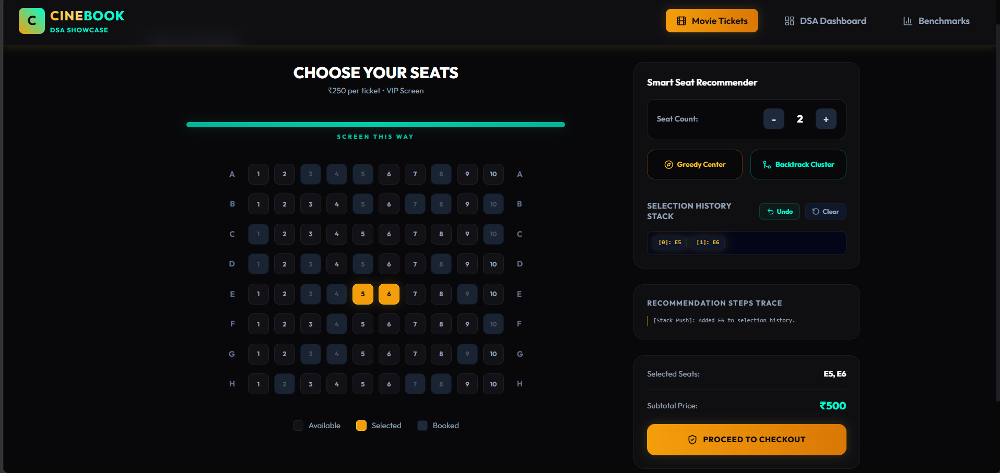 C
CINEBOOK
DSA SHOWCASE
Movie Tickets
DSA Dashboard
Benchmarks
CHOOSE YOUR SEATS
₹250 per ticket • VIP Screen
SCREEN THIS WAY
A 1 2 3 4 5 6 7 8 9 10 A
B 1 2 3 4 5 6 7 8 9 10 B
C 1 2 3 4 5 6 7 8 9 10 C
D 1 2 3 4 5 6 7 8 9 10 D
E 1 2 3 4 5 6 7 8 9 10 E
F 1 2 3 4 5 6 7 8 9 10 F
G 1 2 3 4 5 6 7 8 9 10 G
H 1 2 3 4 5 6 7 8 9 10 H
Available Selected Booked
Smart Seat Recommender
Seat Count: - 2 +
Greedy Center
Backtrack Cluster
SELECTION HISTORY
STACK
Undo
Clear
[0]: E5 [1]: E6
RECOMMENDATION STEPS TRACE
[Stack Push]: Added E6 to selection history.
Selected Seats: E5, E6
Subtotal Price: ₹500
PROCEED TO CHECKOUT